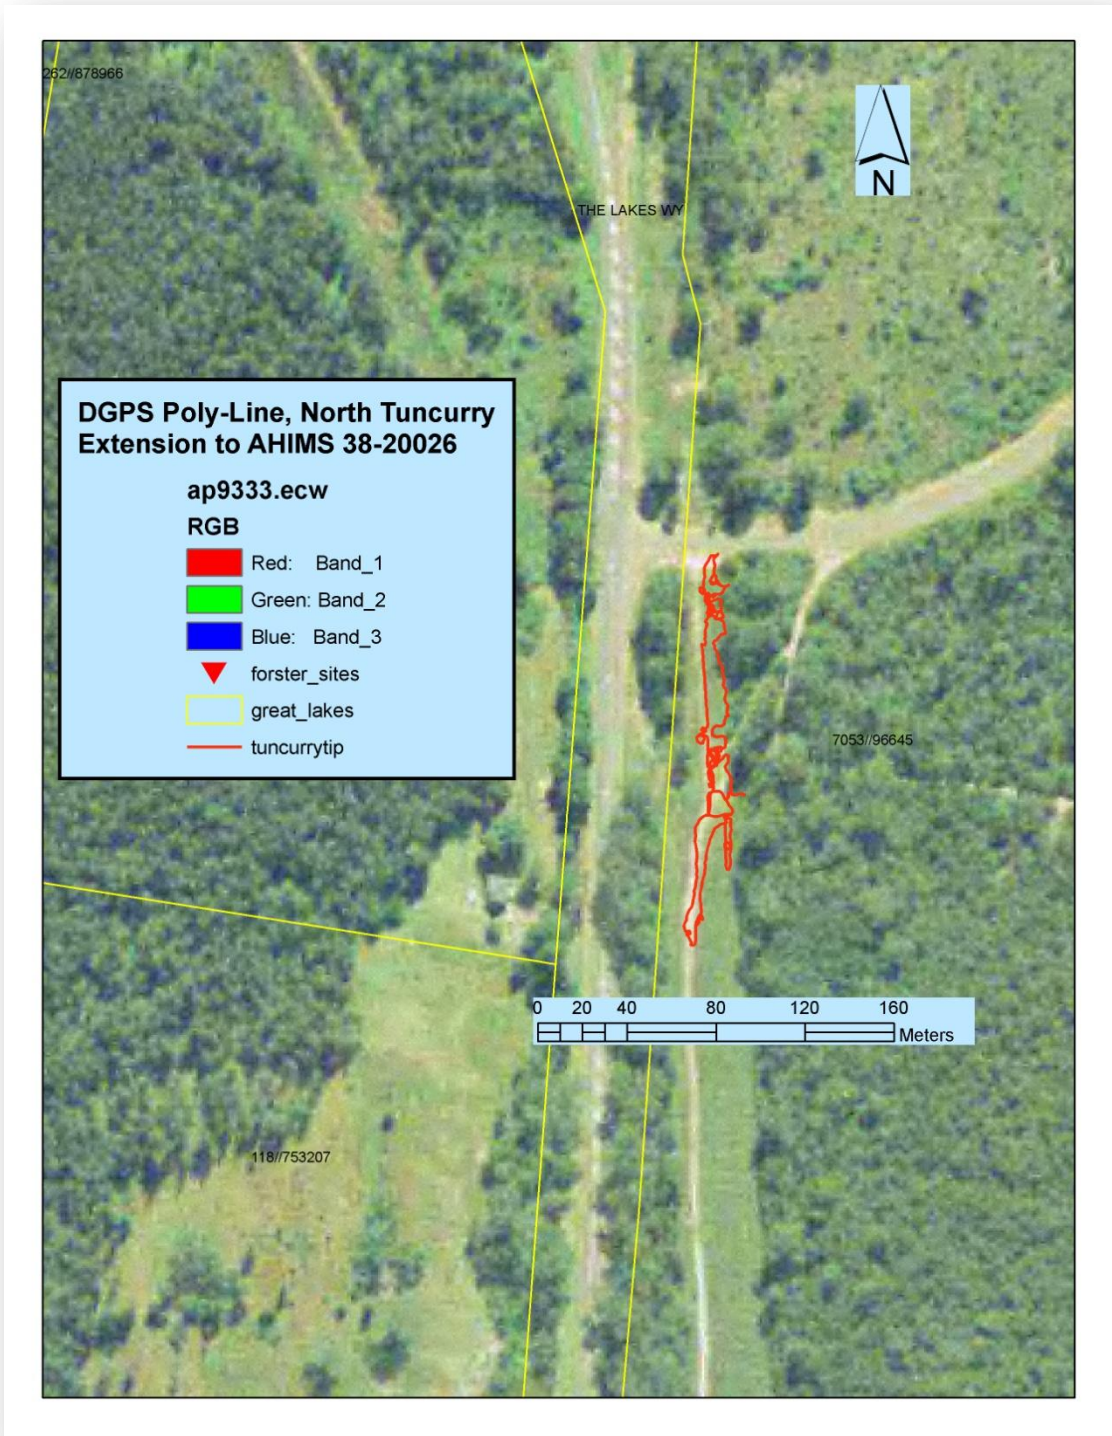 262//878966
THE LAKES WY
N
DGPS Poly-Line, North Tuncurry
Extension to AHIMS 38-20026
ap9333.ecw
RGB
Red: Band_1
Green: Band_2
Blue: Band_3
forster_sites
great_lakes
tuncurrytip
7053//96645
0 20 40 80 120 160
Meters
118//753207